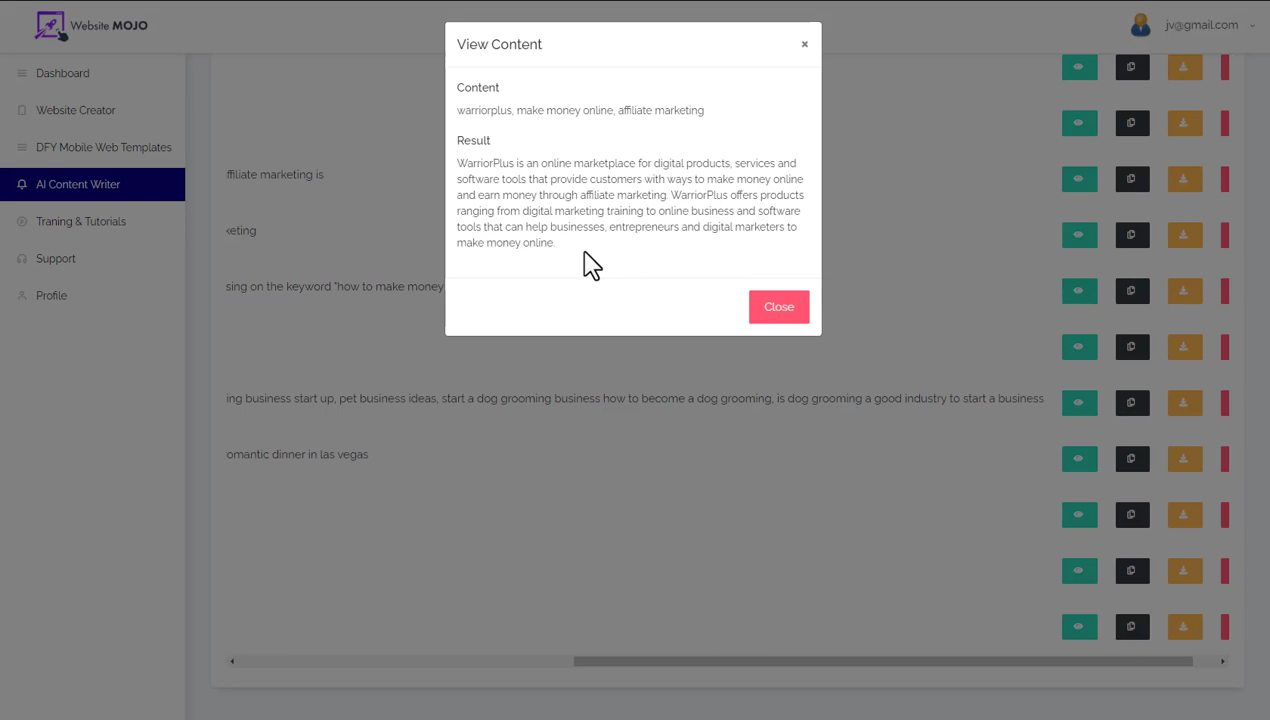 Website MOJO
jv@gmail.com
Dashboard
Website Creator
DFY Mobile Web Templates
AI Content Writer
Traning & Tutorials
Support
Profile
View Content
×
Content
warriorplus, make money online, affiliate marketing
Result
WarriorPlus is an online marketplace for digital products, services and
software tools that provide customers with ways to make money online
and earn money through affiliate marketing. WarriorPlus offers products
ranging from digital marketing training to online business and software
tools that can help businesses, entrepreneurs and digital marketers to
make money online.
Close
ffiliate marketing is
keting
sing on the keyword "how to make money
ing business start up, pet business ideas, start a dog grooming business how to become a dog grooming, is dog grooming a good industry to start a business
romantic dinner in las vegas